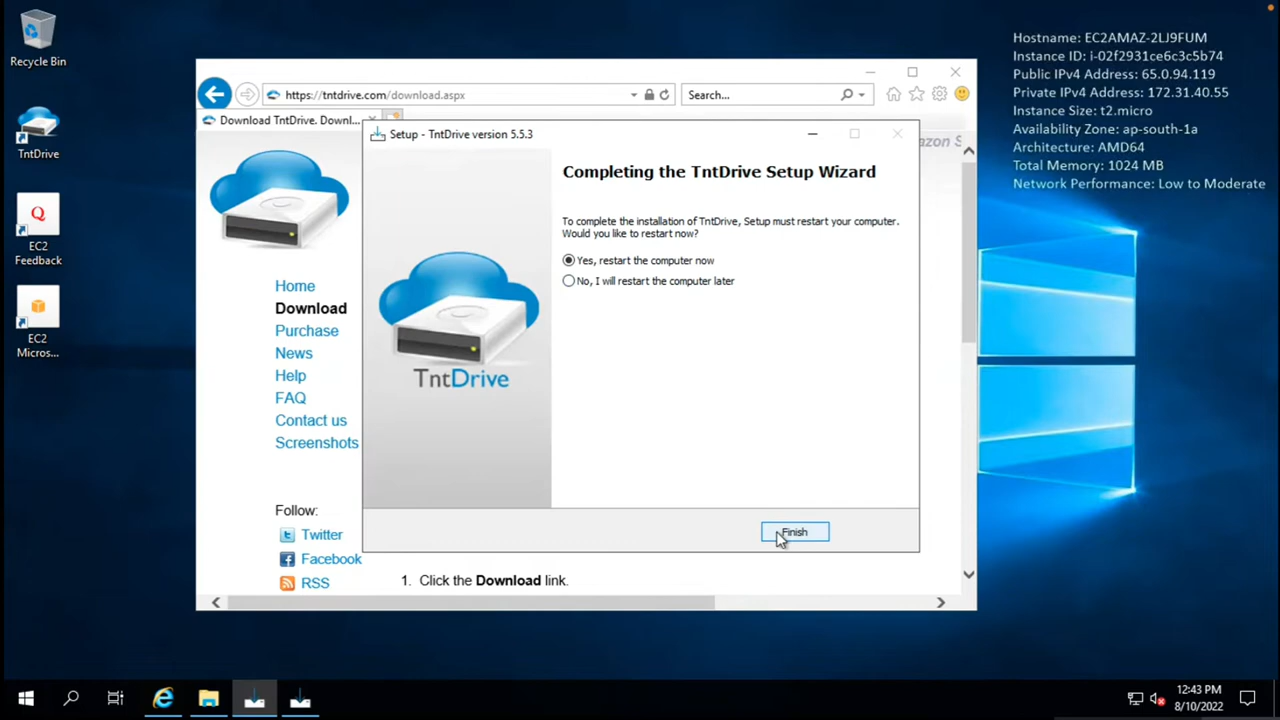 Recycle Bin
TntDrive
EC2
Feedback
EC2
Micros...
Hostname: EC2AMAZ-2LJ9FUM
Instance ID: i-02f2931ce6c3c5b74
Public IPv4 Address: 65.0.94.119
Private IPv4 Address: 172.31.40.55
Instance Size: t2.micro
Availability Zone: ap-south-1a
Architecture: AMD64
Total Memory: 1024 MB
Network Performance: Low to Moderate
https://tntdrive.com/download.aspx
Search...
Download TntDrive. Downl...
Setup - TntDrive version 5.5.3
Completing the TntDrive Setup Wizard
To complete the installation of TntDrive, Setup must restart your computer.
Would you like to restart now?
Yes, restart the computer now
No, I will restart the computer later
TntDrive
Finish
Home
Download
Purchase
News
Help
FAQ
Contact us
Screenshots
Follow:
Twitter
Facebook
RSS
1. Click the Download link.
12:43 PM
8/10/2022